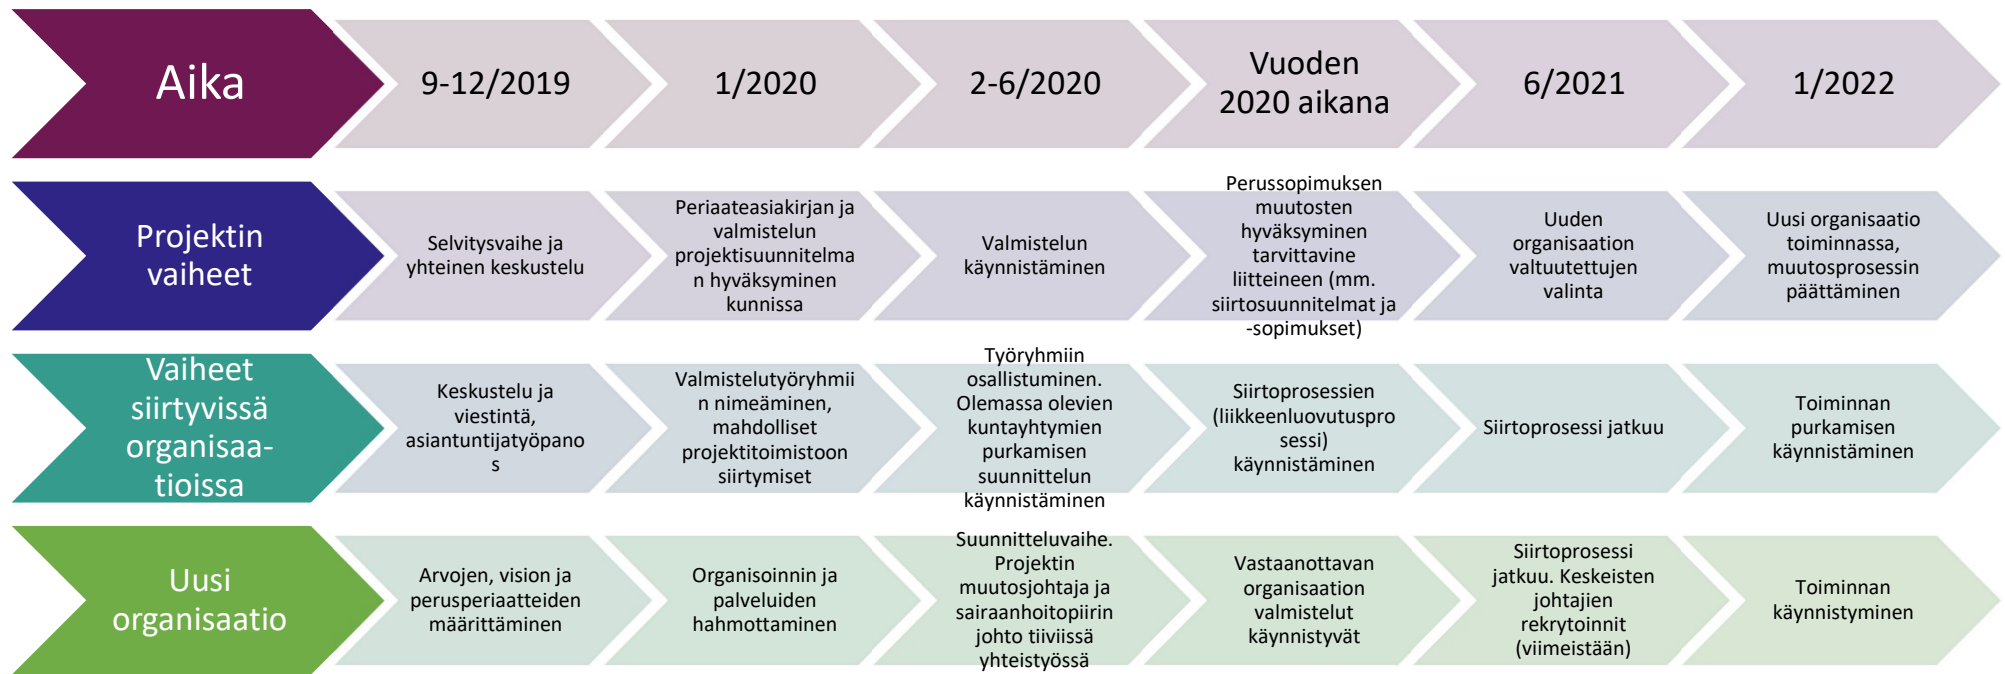 Aika
9-12/2019
1/2020
2-6/2020
Vuoden
2020 aikana
6/2021
1/2022
Projektin
vaiheet
Selvitysvaihe ja
yhteinen keskustelu
Periaateasiakirjan ja
valmistelun
projektisuunnitelma
n hyväksyminen
kunnissa
Valmistelun
käynnistäminen
Perussopimuksen
muutosten
hyväksyminen
tarvittavine
liitteineen (mm.
siirtosuunnitelmat ja
-sopimukset)
Uuden
organisaation
valtuutettujen
valinta
Uusi organisaatio
toiminnassa,
muutosprosessin
päättäminen
Vaiheet
siirtyvissä
organisaa-
tioissa
Keskustelu ja
viestintä,
asiantuntijatyöpano
s
Valmistelutyöryhmii
n nimeäminen,
mahdolliset
projektitoimistoon
siirtymiset
Työryhmiin
osallistuminen.
Olemassa olevien
kuntayhtymien
purkamisen
suunnittelun
käynnistäminen
Siirtoprosessien
(liikkeenluovutuspro
sessi)
käynnistäminen
Siirtoprosessi jatkuu
Toiminnan
purkamisen
käynnistäminen
Uusi
organisaatio
Arvojen, vision ja
perusperiaatteiden
määrittäminen
Organisoinnin ja
palveluiden
hahmottaminen
Suunnitteluvaihe.
Projektin
muutosjohtaja ja
sairaanhoitopiirin
johto tiiviissä
yhteistyössä
Vastaanottavan
organisaation
valmistelut
käynnistyvät
Siirtoprosessi
jatkuu. Keskeisten
johtajien
rekrytoinnit
(viimeistään)
Toiminnan
käynnistyminen